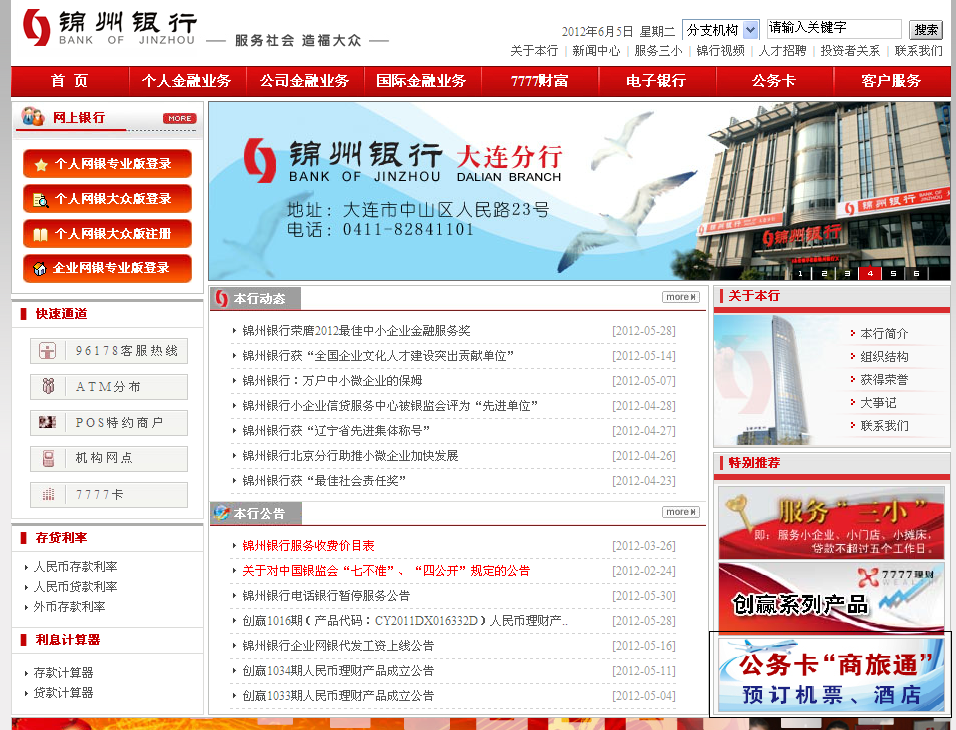 锦州银行
BANK OF JINZHOU
服务社会 造福大众
2012年6月5日 星期二
分支机构
请输入关键字
搜索
关于本行 | 新闻中心 | 服务三小 | 锦行视频 | 人才招聘 | 投资者关系 | 联系我们
首 页
个人金融业务
公司金融业务
国际金融业务
7777财富
电子银行
公务卡
客户服务
网上银行
MORE
个人网银专业版登录
个人网银大众版登录
个人网银大众版注册
企业网银专业版登录
快速通道
96178客服热线
ATM分布
POS特约商户
机构网点
7777卡
存贷利率
人民币存款利率
人民币贷款利率
外币存款利率
利息计算器
存款计算器
贷款计算器
锦州银行 大连分行
BANK OF JINZHOU DALIAN BRANCH
地址：大连市中山区人民路23号
电话：0411-82841101
锦州银行
锦州银行 BANK OF JINZHOU
1 2 3 4 5 6
本行动态
more
锦州银行荣膺2012最佳中小企业金融服务奖 [2012-05-28]
锦州银行获“全国企业文化人才建设突出贡献单位” [2012-05-14]
锦州银行：万户中小微企业的保姆 [2012-05-07]
锦州银行小企业信贷服务中心被银监会评为“先进单位” [2012-04-28]
锦州银行获“辽宁省先进集体称号” [2012-04-27]
锦州银行北京分行助推小微企业加快发展 [2012-04-26]
锦州银行获“最佳社会责任奖” [2012-04-23]
本行公告
more
锦州银行服务收费价目表 [2012-03-26]
关于对中国银监会“七不准”、“四公开”规定的公告 [2012-02-24]
锦州银行电话银行暂停服务公告 [2012-05-30]
创赢1016期（产品代码：CY2011DX016332D）人民币理财产.. [2012-05-28]
锦州银行企业网银代发工资上线公告 [2012-05-16]
创赢1034期人民币理财产品成立公告 [2012-05-11]
创赢1033期人民币理财产品成立公告 [2012-05-04]
关于本行
本行简介
组织结构
获得荣誉
大事记
联系我们
特别推荐
服务“三小”
即：服务小企业、小门店、小摊床，
贷款不超过五个工作日。
7777理财
WEALTH
创赢系列产品
公务卡“商旅通”
预订机票、酒店